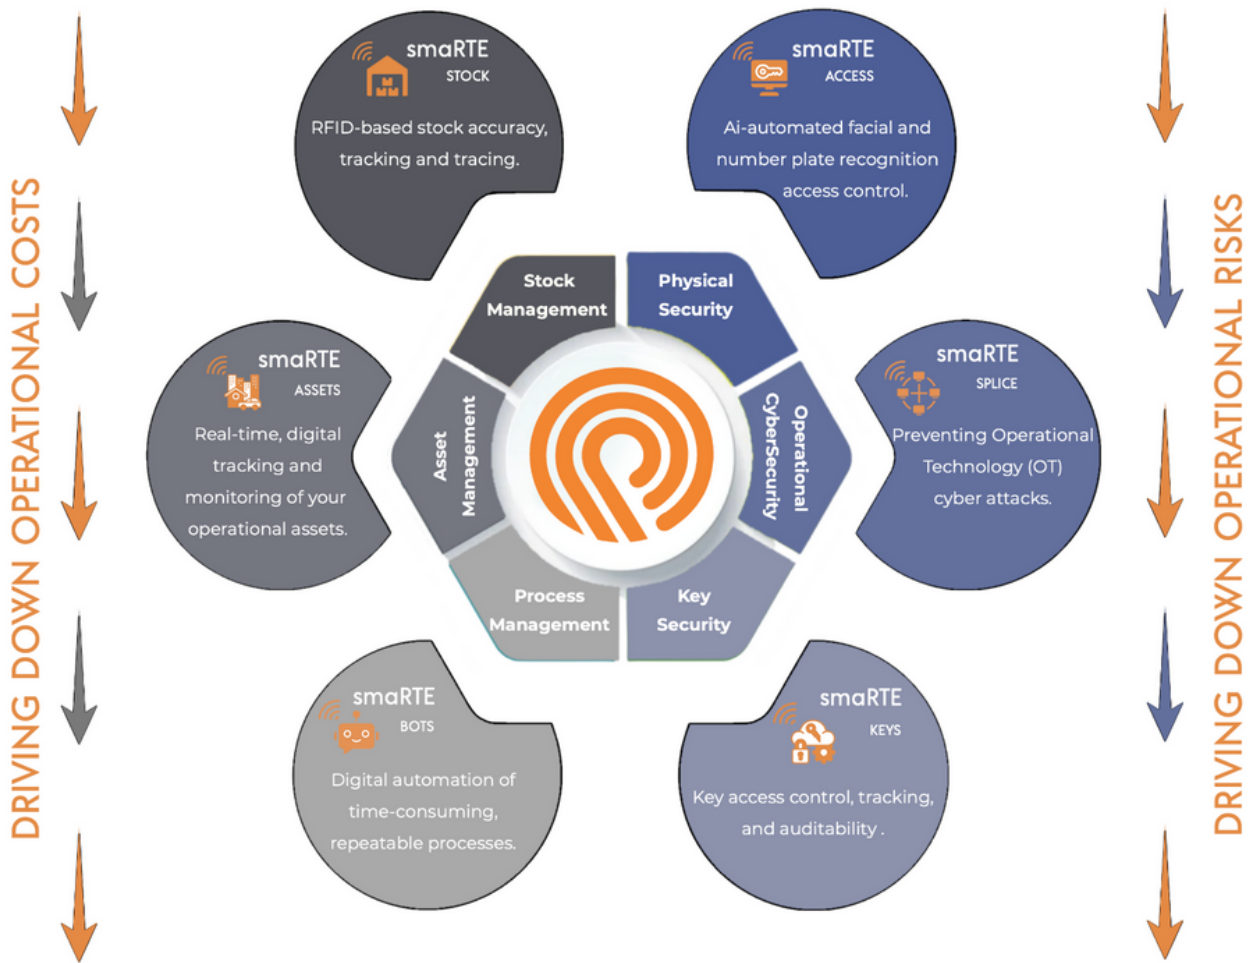 DRIVING DOWN OPERATIONAL COSTS
smaRTE
STOCK
RFID-based stock accuracy,
tracking and tracing.
smaRTE
ACCESS
Ai-automated facial and
number plate recognition
access control.
Stock
Management
Physical
Security
smaRTE
ASSETS
Real-time, digital
tracking and
monitoring of your
operational assets.
Asset
Management
Operational
CyberSecurity
smaRTE
SPLICE
Preventing Operational
Technology (OT)
cyber attacks.
Process
Management
Key
Security
smaRTE
BOTS
Digital automation of
time-consuming,
repeatable processes.
smaRTE
KEYS
Key access control, tracking,
and auditability .
DRIVING DOWN OPERATIONAL RISKS